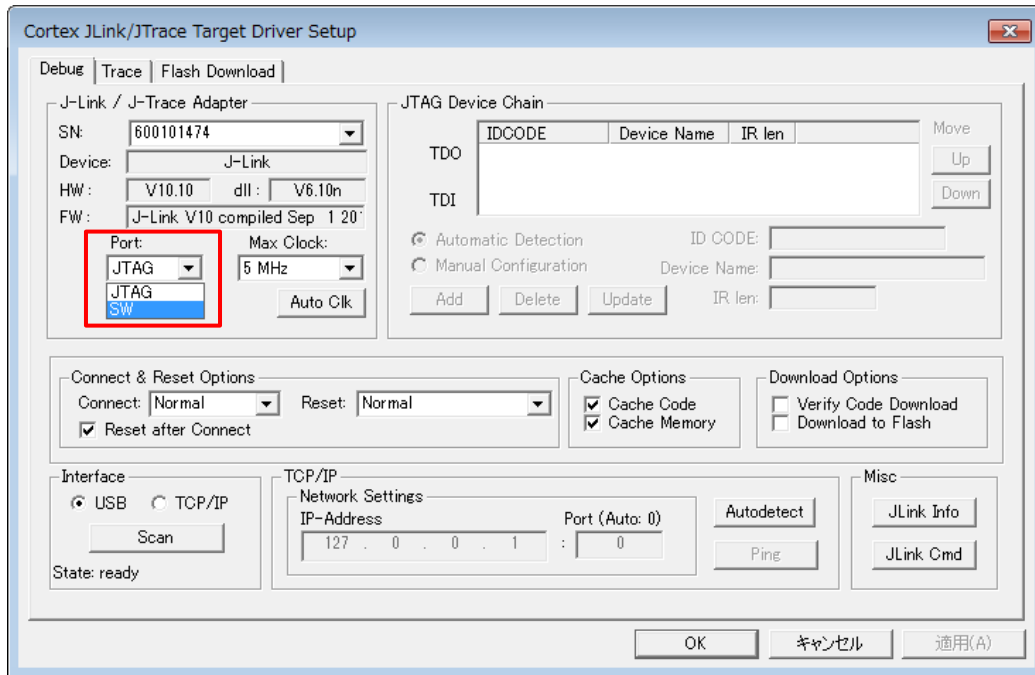 Cortex JLink/JTrace Target Driver Setup
Debug Trace Flash Download
J-Link / J-Trace Adapter
SN: 600101474
Device: J-Link
HW : V10.10 dll : V6.10n
FW : J-Link V10 compiled Sep 1 20
Port: Max Clock:
JTAG 5 MHz
JTAG
SW
Auto Clk
JTAG Device Chain
IDCODE Device Name IR len
TDO
TDI
Move
Up
Down
Automatic Detection ID CODE:
Manual Configuration Device Name:
Add Delete Update IR len:
Connect & Reset Options
Connect: Normal Reset: Normal
Reset after Connect
Cache Options
Cache Code
Cache Memory
Download Options
Verify Code Download
Download to Flash
Interface
USB TCP/IP
Scan
State: ready
TCP/IP
Network Settings
IP-Address Port (Auto: 0)
127 . 0 . 0 . 1 : 0
Autodetect
Ping
Misc
JLink Info
JLink Cmd
OK キャンセル 適用(A)